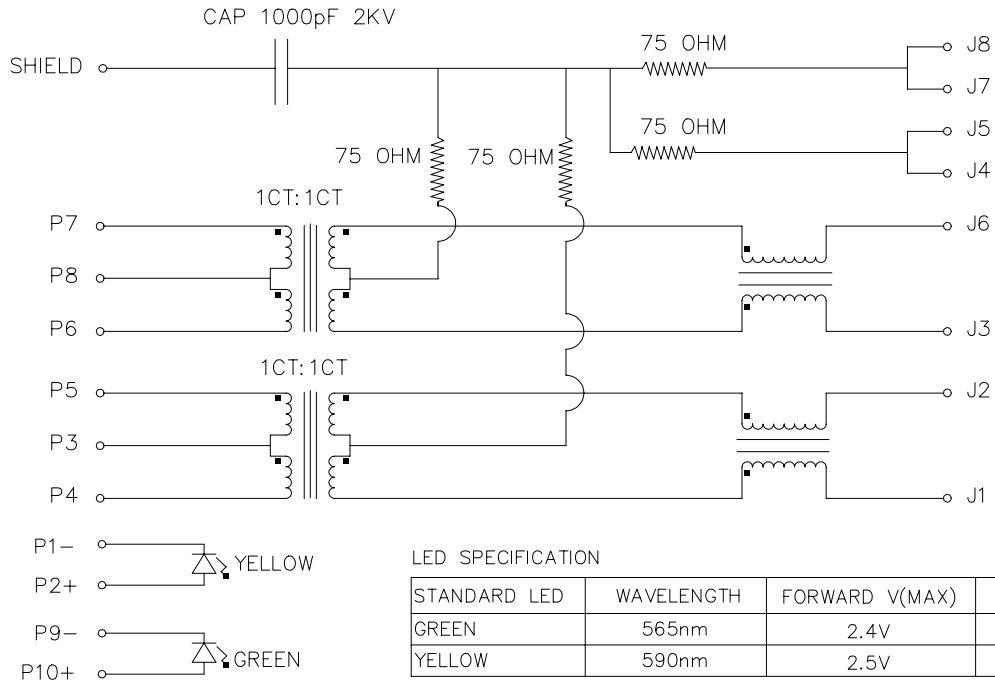 CAP 1000pF 2KV
SHIELD
75 OHM
J8
J7
75 OHM
J5
J4
75 OHM
75 OHM
1CT:1CT
P7
J6
P8
P6
J3
1CT:1CT
P5
J2
P3
P4
J1
P1-
YELLOW
P2+
P9-
GREEN
P10+
LED SPECIFICATION
STANDARD LED WAVELENGTH FORWARD V(MAX)
GREEN 565nm 2.4V
YELLOW 590nm 2.5V